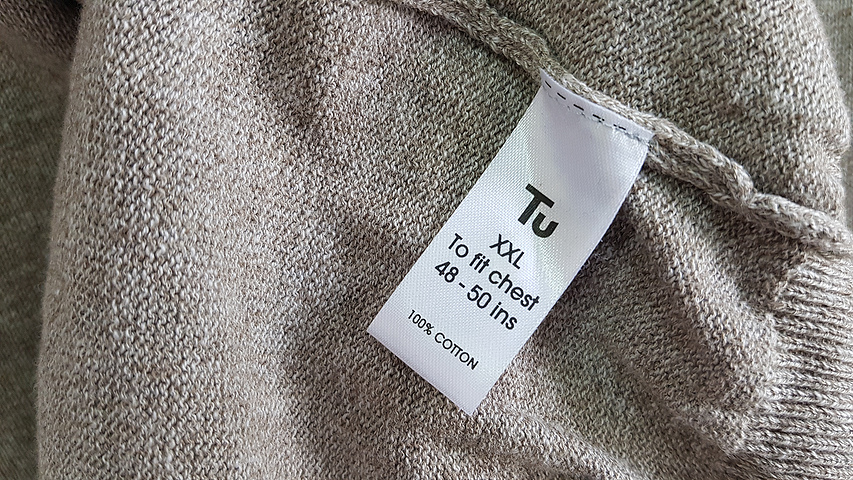 Tu
XXL
To fit chest
48 - 50 ins
100% COTTON